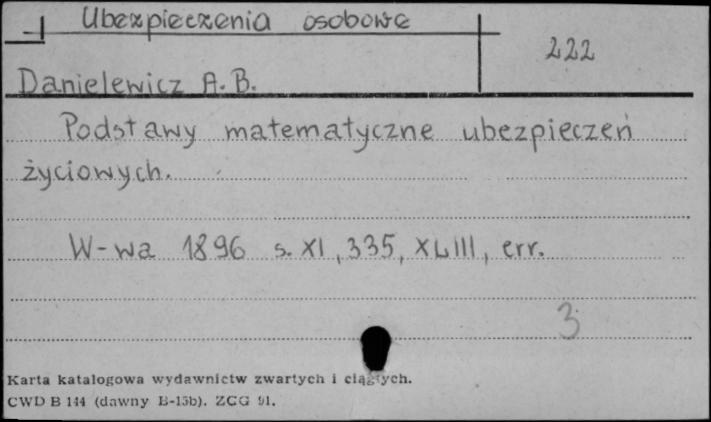 Ubezpieczenia osobowe
222
Danielewicz A. B.
Podstawy matematyczne ubezpieczeń
życiowych.
W-wa 1896 s. XI, 335, XLIII, err.
3
Karta katalogowa wydawnictw zwartych i ciągłych.
CWD B 144 (dawny B-15b). ZCG 91.